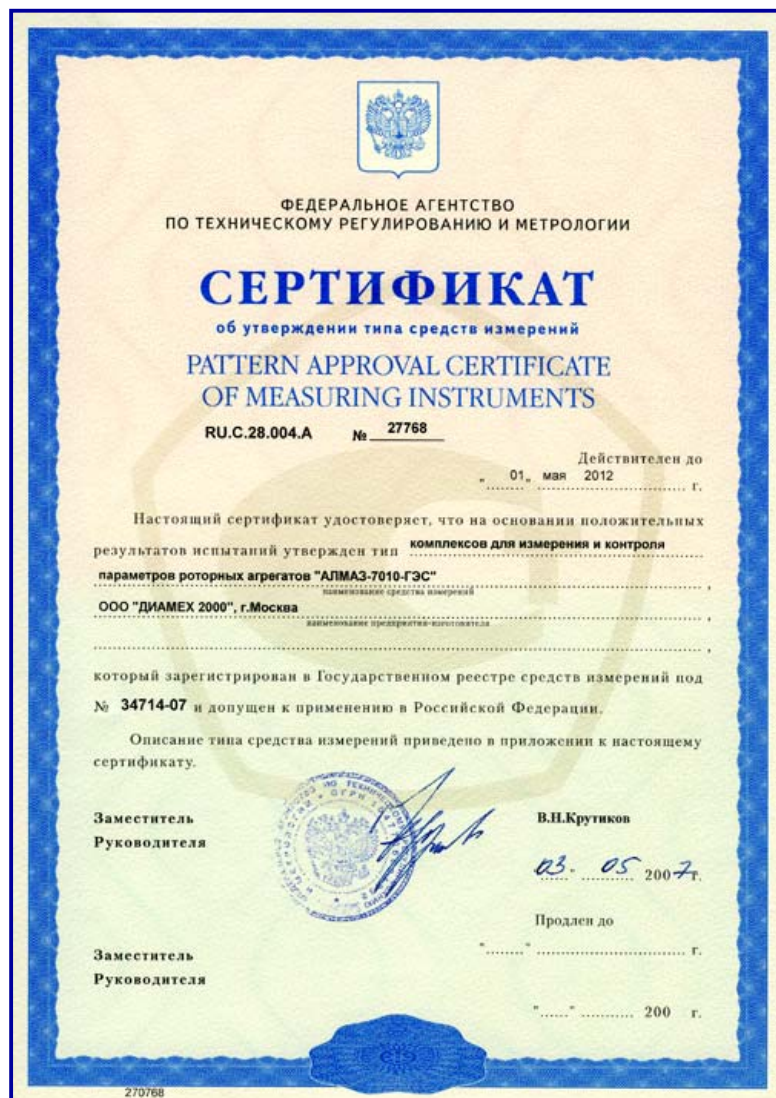 ФЕДЕРАЛЬНОЕ АГЕНТСТВО
ПО ТЕХНИЧЕСКОМУ РЕГУЛИРОВАНИЮ И МЕТРОЛОГИИ
СЕРТИФИКАТ
об утверждении типа средств измерений
PATTERN APPROVAL CERTIFICATE
OF MEASURING INSTRUMENTS
RU.C.28.004.A № 27768
Действителен до
„ 01„ мая 2012 г.
Настоящий сертификат удостоверяет, что на основании положительных
результатов испытаний утвержден тип комплексов для измерения и контроля
параметров роторных агрегатов "АЛМАЗ-7010-ГЭС" ,
наименование средства измерений
ООО "ДИАМЕХ 2000", г.Москва ,
наименование предприятия-изготовителя
,
который зарегистрирован в Государственном реестре средств измерений под
№ 34714-07 и допущен к применению в Российской Федерации.
Описание типа средства измерений приведено в приложении к настоящему
сертификату.
Заместитель
Руководителя
В.Н.Крутиков
03. 05 2007г.
Продлен до
"......" ............................ г.
Заместитель
Руководителя
"......" ........... 200 г.
270768